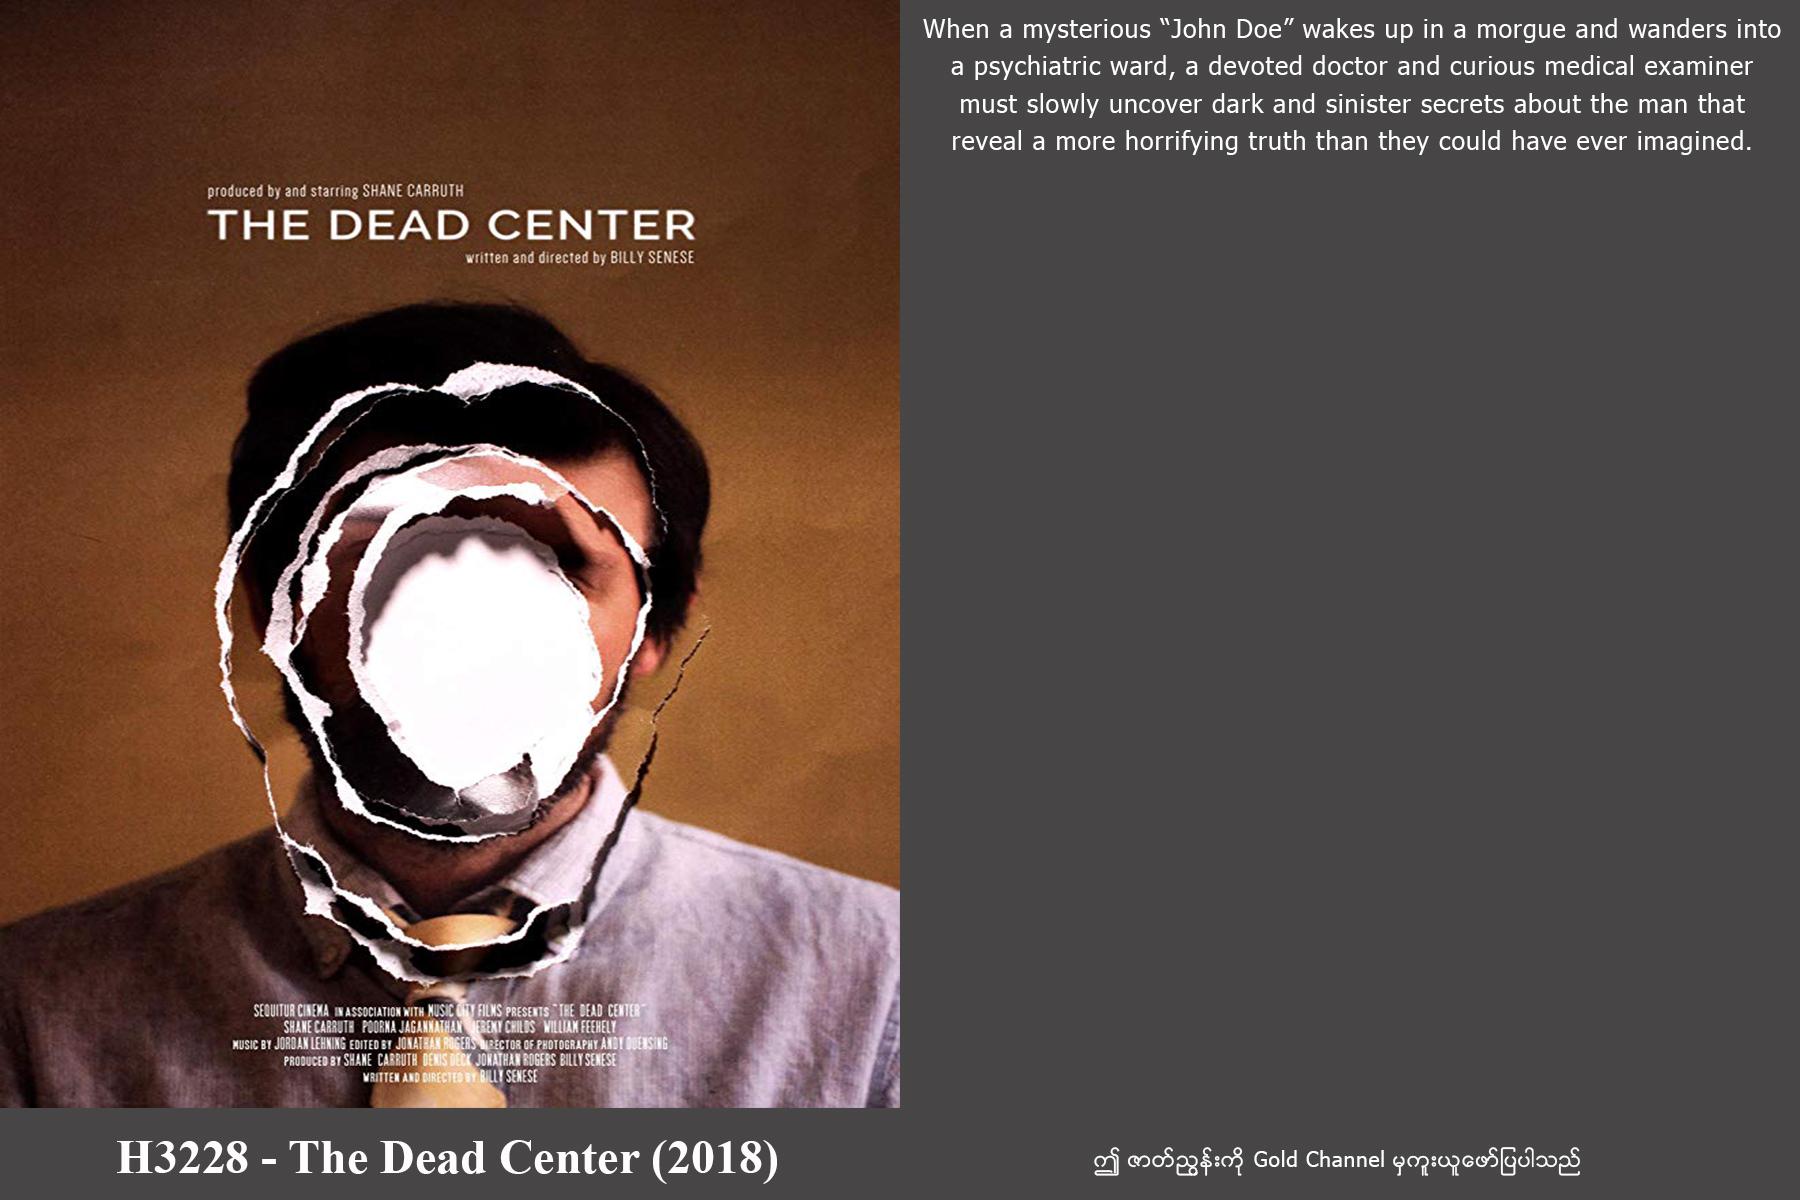 produced by and starring SHANE CARRUTH
THE DEAD CENTER
written and directed by BILLY SENESE
SEQUITUR CINEMA IN ASSOCIATION WITH MUSIC CITY FILMS PRESENTS "THE DEAD CENTER"
SHANE CARRUTH POORNA JAGANNATHAN JEREMY CHILDS WILLIAM FEEHELY
MUSIC BY JORDAN LEHNING EDITED BY JONATHAN ROGERS DIRECTOR OF PHOTOGRAPHY ANDY DUENSING
PRODUCED BY SHANE CARRUTH DENIS DECK JONATHAN ROGERS BILLY SENESE
WRITTEN AND DIRECTED BY BILLY SENESE
H3228 - The Dead Center (2018)
When a mysterious “John Doe” wakes up in a morgue and wanders into
a psychiatric ward, a devoted doctor and curious medical examiner
must slowly uncover dark and sinister secrets about the man that
reveal a more horrifying truth than they could have ever imagined.
ဤ ဇာတ်ညွှန်းကို Gold Channel မှကူးယူဖော်ပြပါသည်